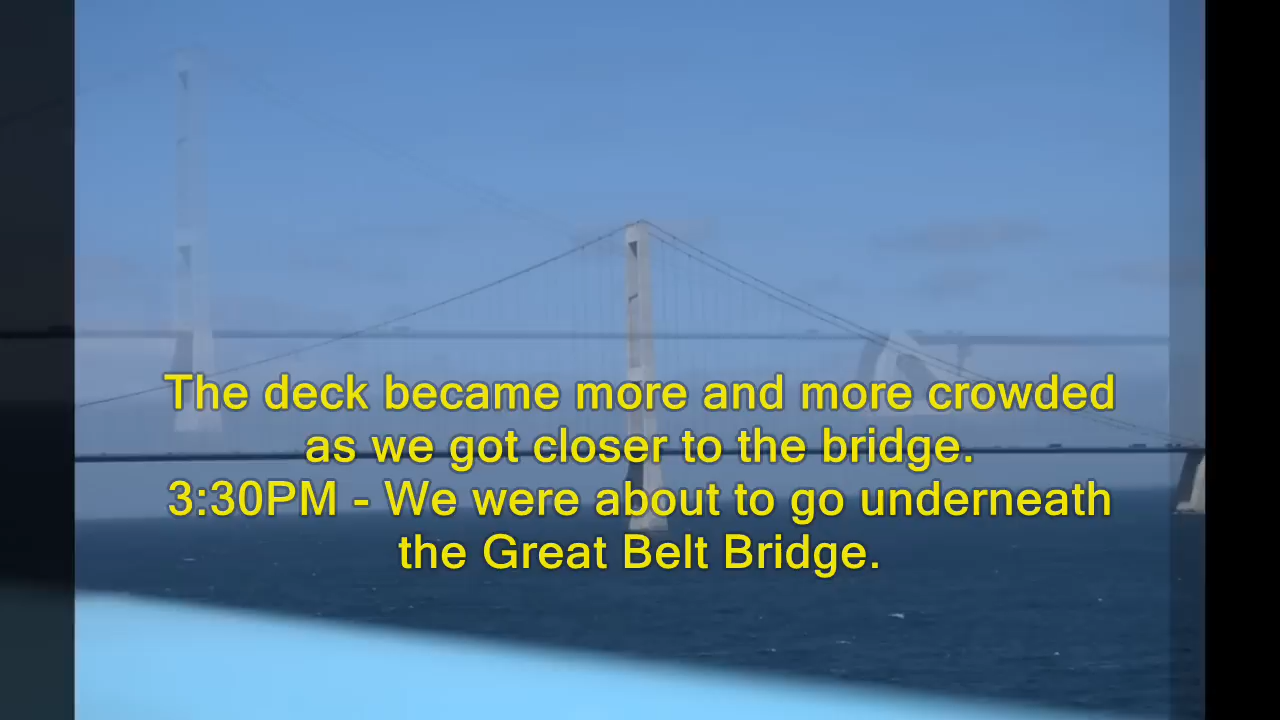 The deck became more and more crowded
as we got closer to the bridge.
3:30PM - We were about to go underneath
the Great Belt Bridge.